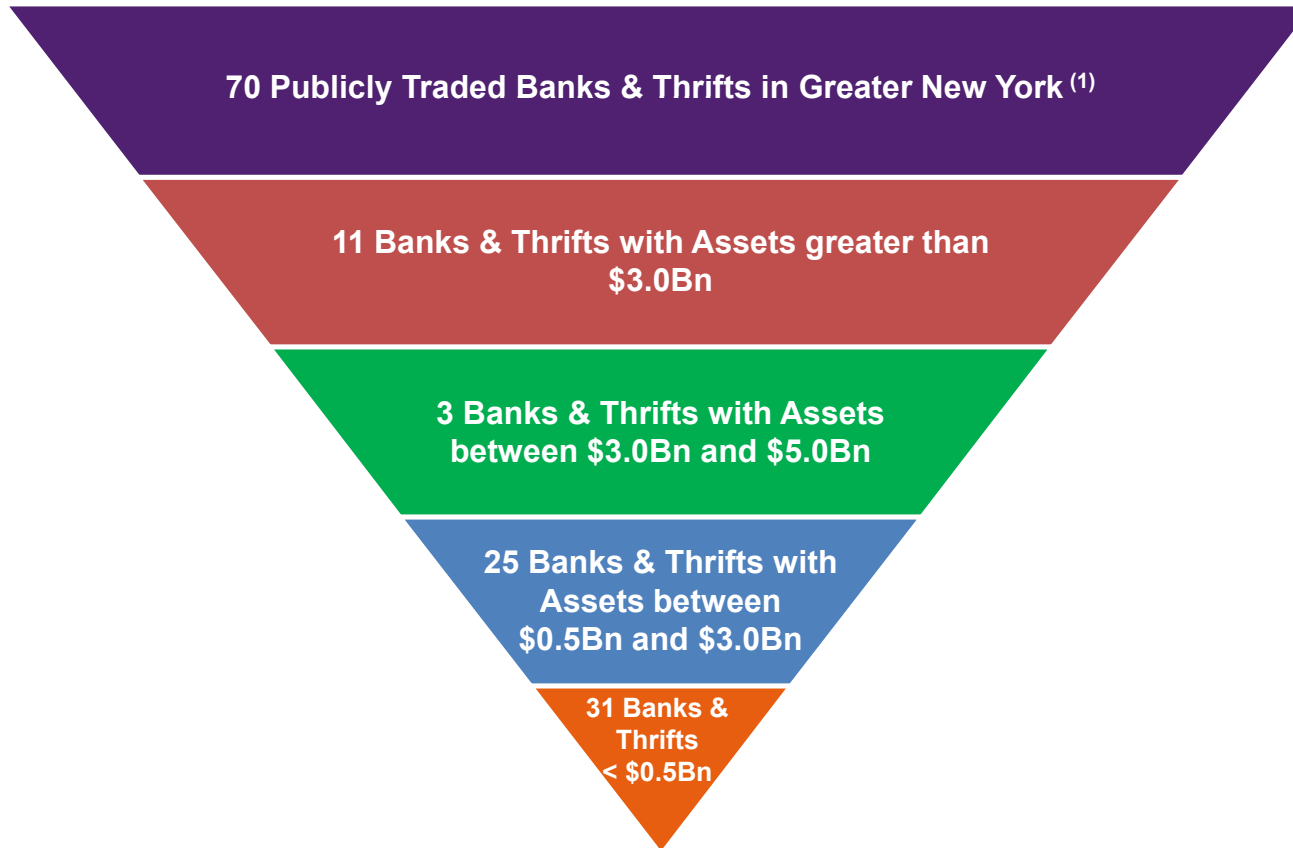 70 Publicly Traded Banks & Thrifts in Greater New York (1)
11 Banks & Thrifts with Assets greater than
$3.0Bn
3 Banks & Thrifts with Assets
between $3.0Bn and $5.0Bn
25 Banks & Thrifts with
Assets between
$0.5Bn and $3.0Bn
31 Banks &
Thrifts
< $0.5Bn